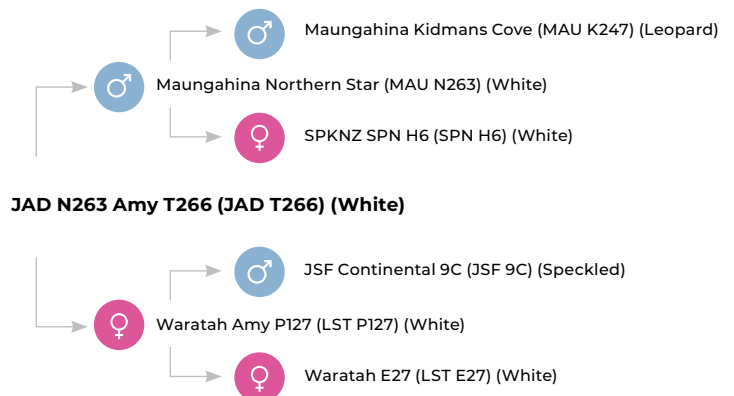 Maungahina Kidmans Cove (MAU K247) (Leopard)
Maungahina Northern Star (MAU N263) (White)
SPKNZ SPN H6 (SPN H6) (White)
JAD N263 Amy T266 (JAD T266) (White)
JSF Continental 9C (JSF 9C) (Speckled)
Waratah Amy P127 (LST P127) (White)
Waratah E27 (LST E27) (White)